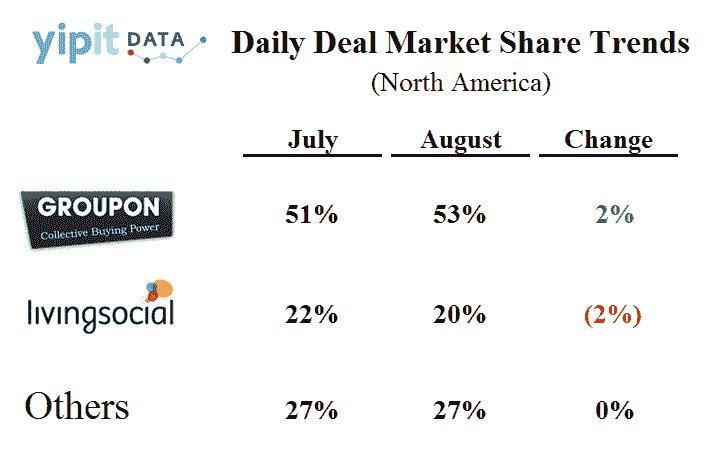 yipit DATA Daily Deal Market Share Trends
(North America)
July August Change
GROUPON
Collective Buying Power
51% 53% 2%
livingsocial 22% 20% (2%)
Others 27% 27% 0%